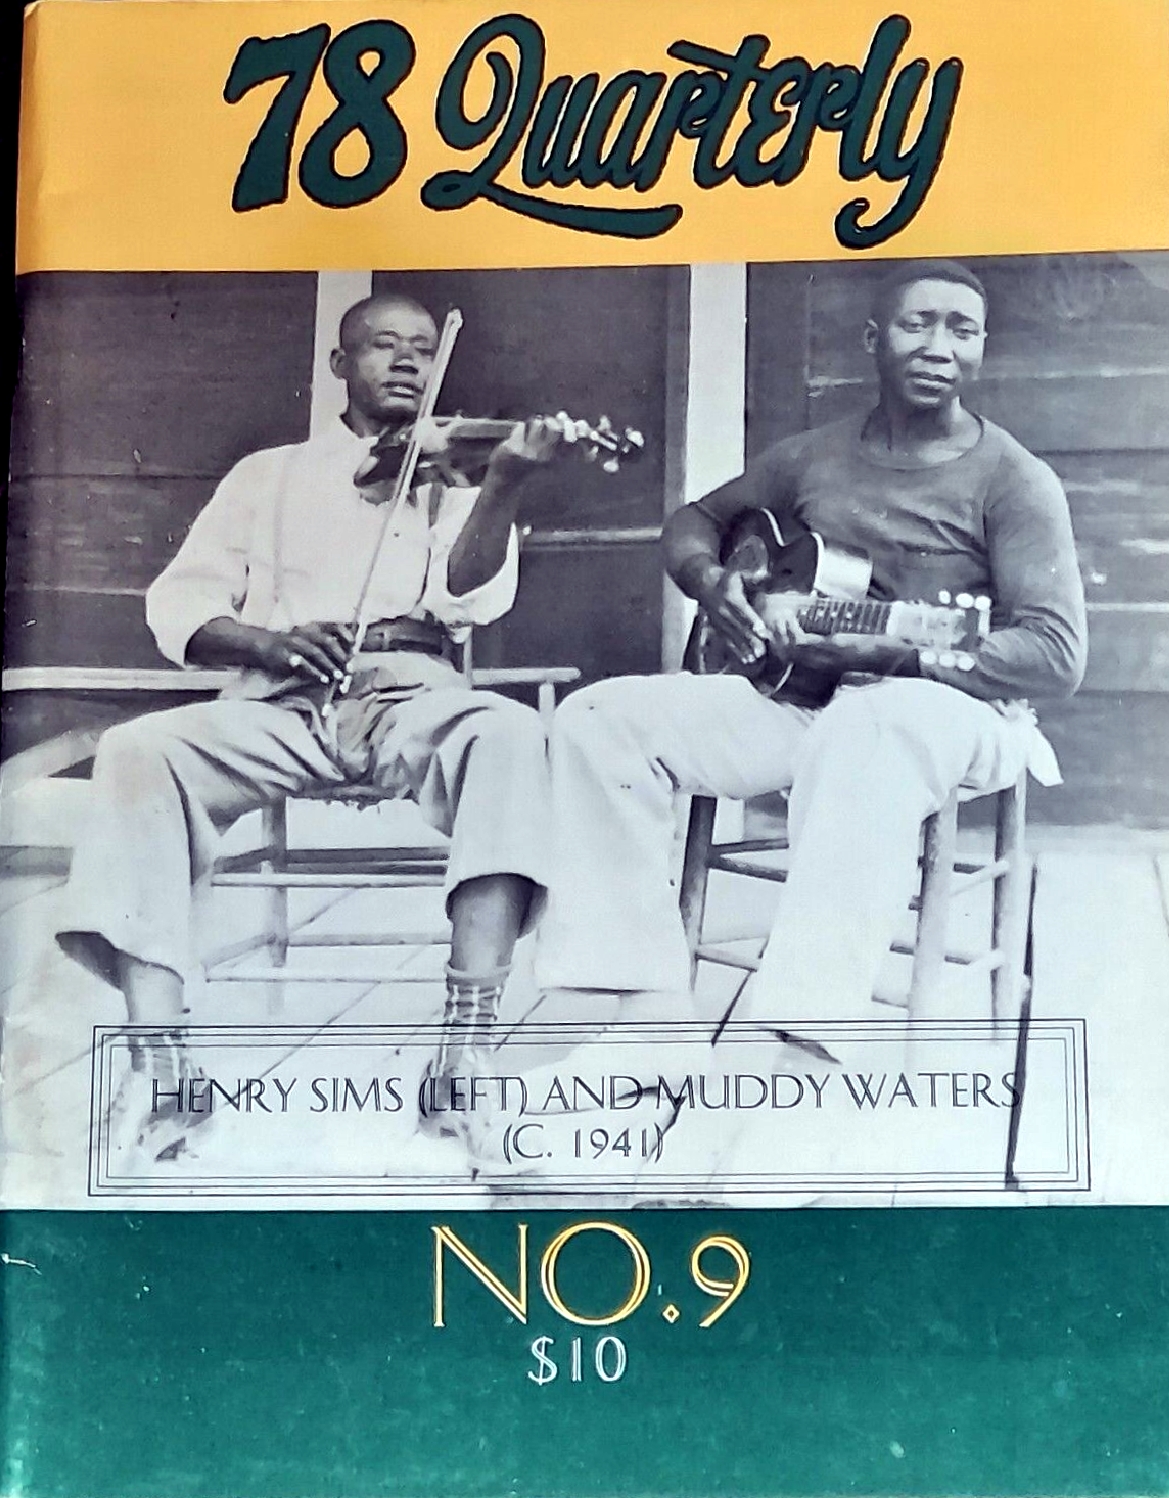 78 Quarterly
HENRY SIMS (LEFT) AND MUDDY WATERS
(C. 1941)
NO.9
$10